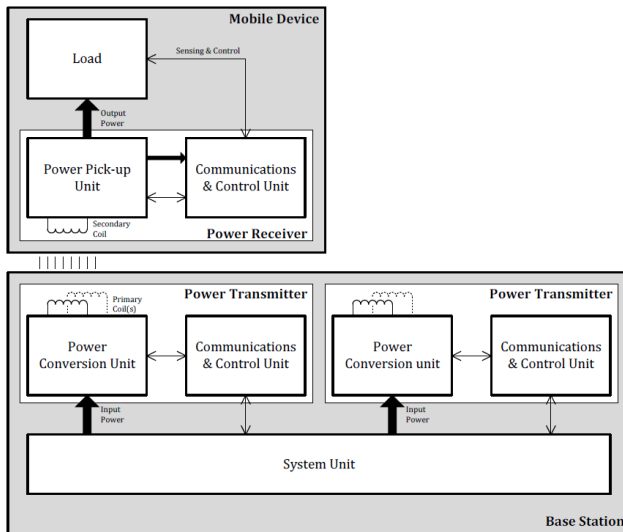 Mobile Device
Load
Sensing & Control
Output
Power
Power Pick-up
Unit
Communications
& Control Unit
Secondary
Coil
Power Receiver
Primary
Coil(s)
Power Transmitter
Power Transmitter
Power
Conversion Unit
Communications
& Control Unit
Power
Conversion unit
Communications
& Control Unit
Input
Power
Input
Power
System Unit
Base Station